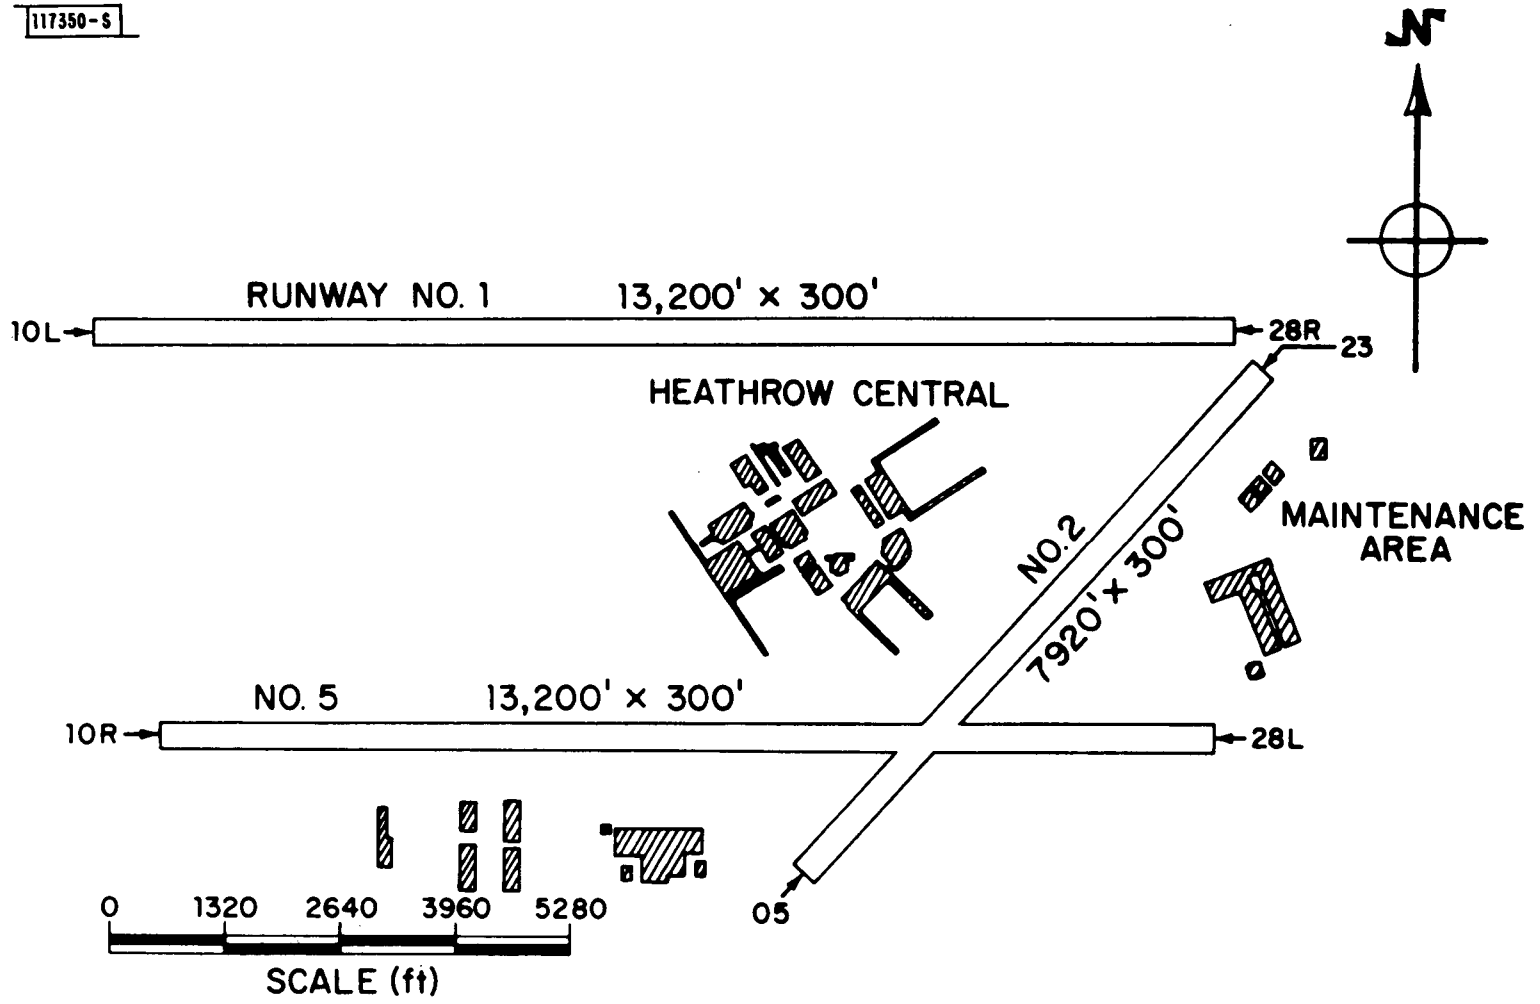 117350-S
N
RUNWAY NO. 1 13,200' × 300'
10L
28R
23
HEATHROW CENTRAL
MAINTENANCE
AREA
NO. 2
7920' × 300'
NO. 5 13,200' × 300'
10R
28L
05
0 1320 2640 3960 5280
SCALE (ft)